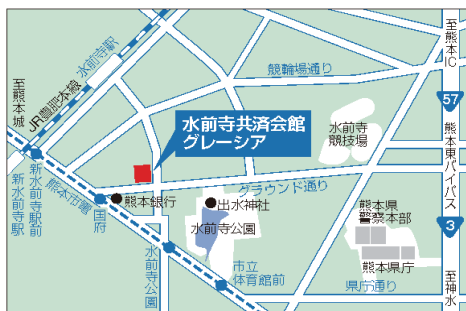 至熊本IC
57
熊本東バイパス
3
至神水
競輪場通り
水前寺駅
JR豊肥本線
至熊本城
水前寺共済会館
グレーシア
水前寺
競技場
新水前寺駅前
新水前寺駅
熊本市電
国府
熊本銀行
グラウンド通り
出水神社
水前寺公園
熊本県
警察本部
熊本県庁
県庁通り
市立
体育館前
水前寺公園